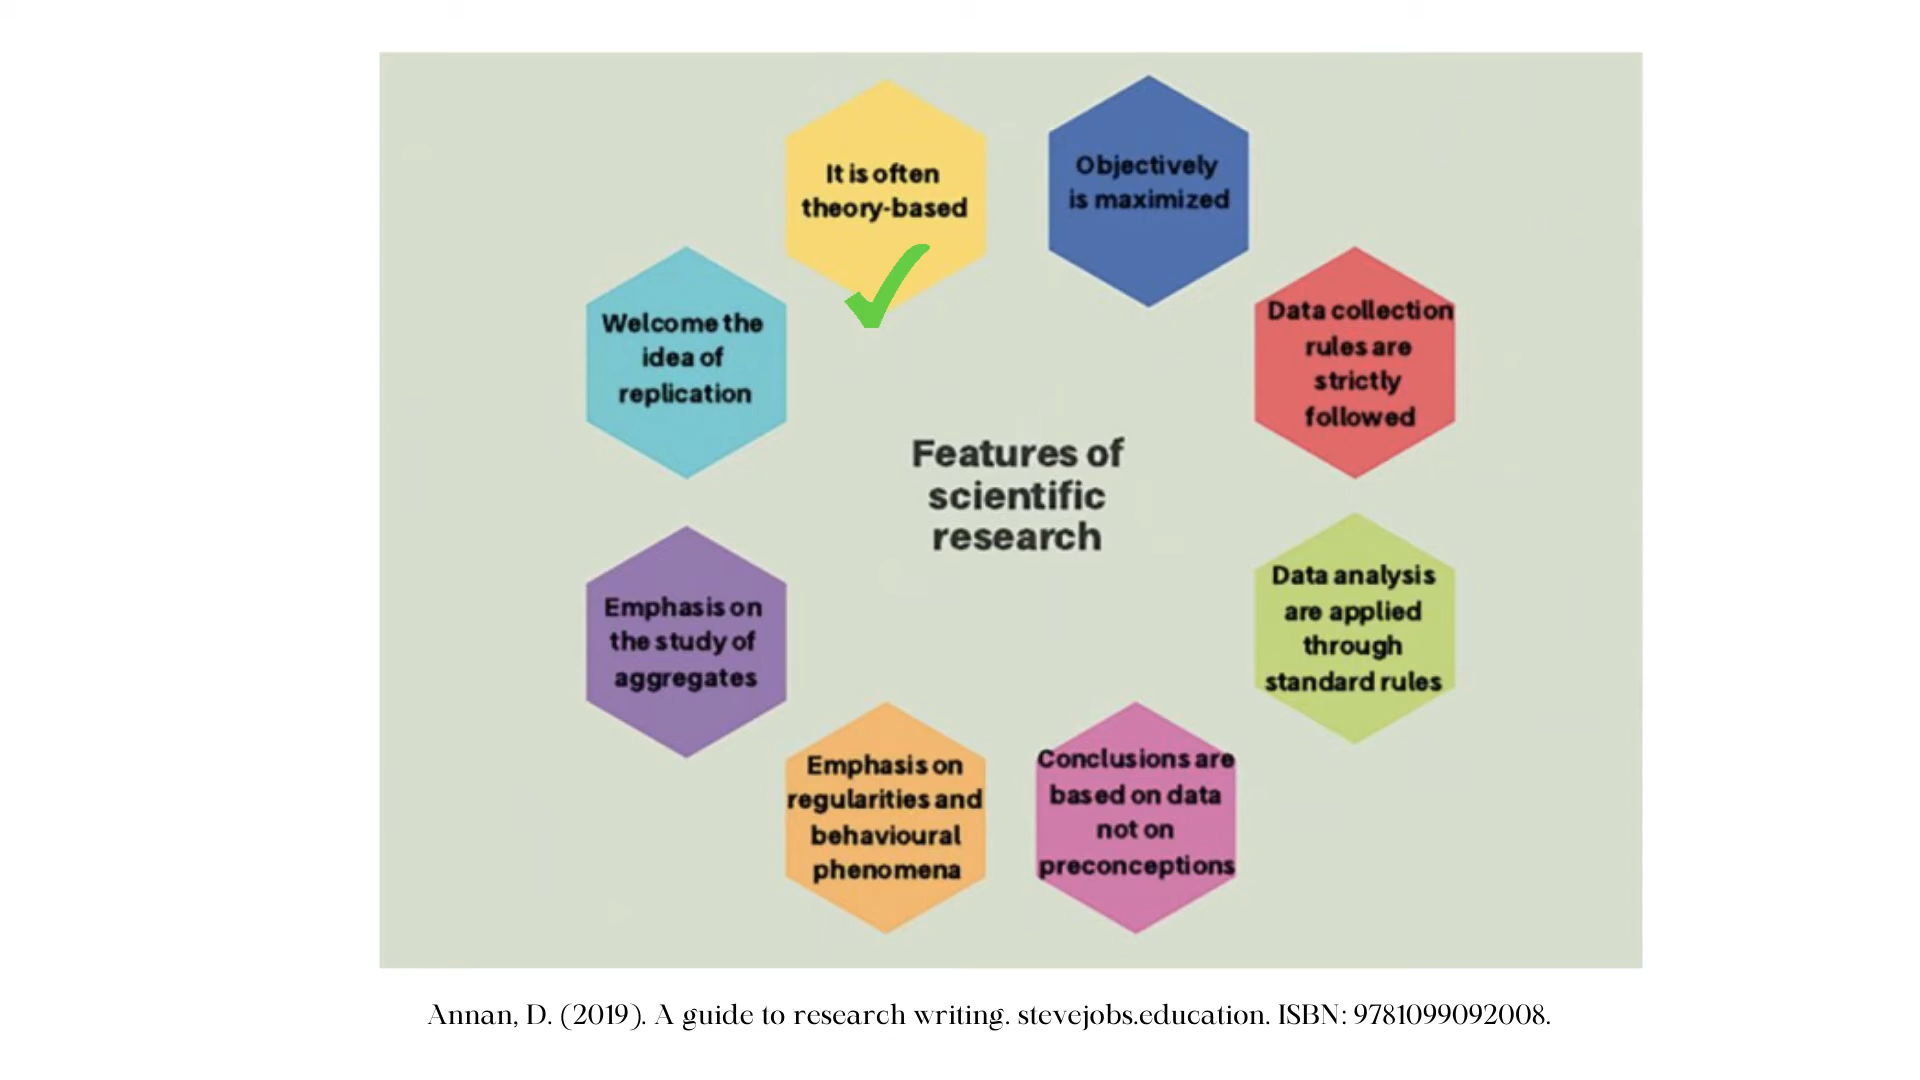 It is often
theory-based
Objectively
is maximized
Data collection
rules are
strictly
followed
Data analysis
are applied
through
standard rules
Conclusions are
based on data
not on
preconceptions
Emphasis on
regularities and
behavioural
phenomena
Emphasis on
the study of
aggregates
Welcome the
idea of
replication
Features of
scientific
research
Annan, D. (2019). A guide to research writing. stevejobs.education. ISBN: 9781099092008.